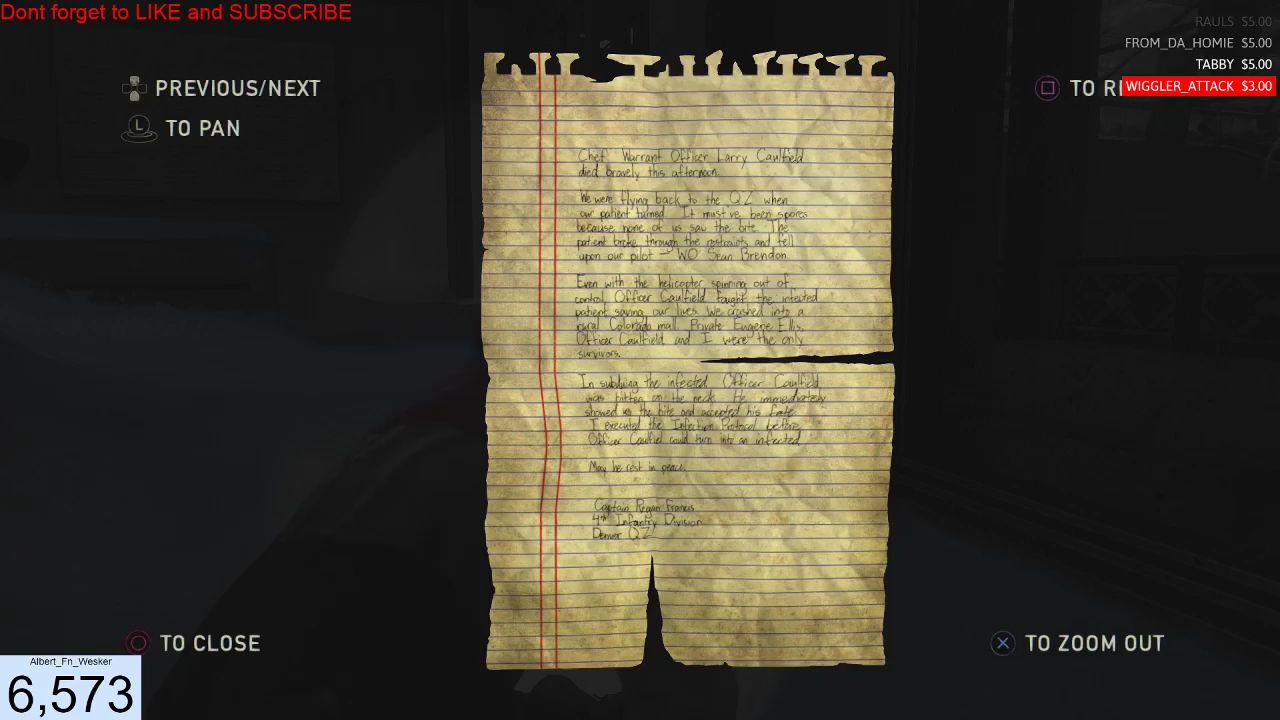 Dont forget to LIKE and SUBSCRIBE
RAULS $5.00
FROM_DA_HOMIE $5.00
TABBY $5.00
WIGGLER_ATTACK $3.00
PREVIOUS/NEXT
L TO PAN
TO R
Chef Warrant Officer Larry Caulfield
died bravely this afternoon.
We were flying back to the QZ when
our patient turned. It must've been spores
because none of us saw the bite. The
patient broke through the restraints and fell
upon our pilot – WO Sean Brendon.
Even with the helicopter spinning out of
control, Officer Caulfield fought the infected
patient saving our lives. We crashed into a
rural Colorado mall. Private Eugene Ellis,
Officer Caulfield and I were the only
survivors.
In subduing the infected, Officer Caulfield
was bitten on the neck. He immediately
showed us the bite and accepted his fate.
I executed the Infection Protocol before
Officer Caulfiel could turn into an infected.
May he rest in peace.
Captain Regan Francis
4th Infantry Division
Denver QZ
TO CLOSE
TO ZOOM OUT
Albert_Fn_Wesker
6,573